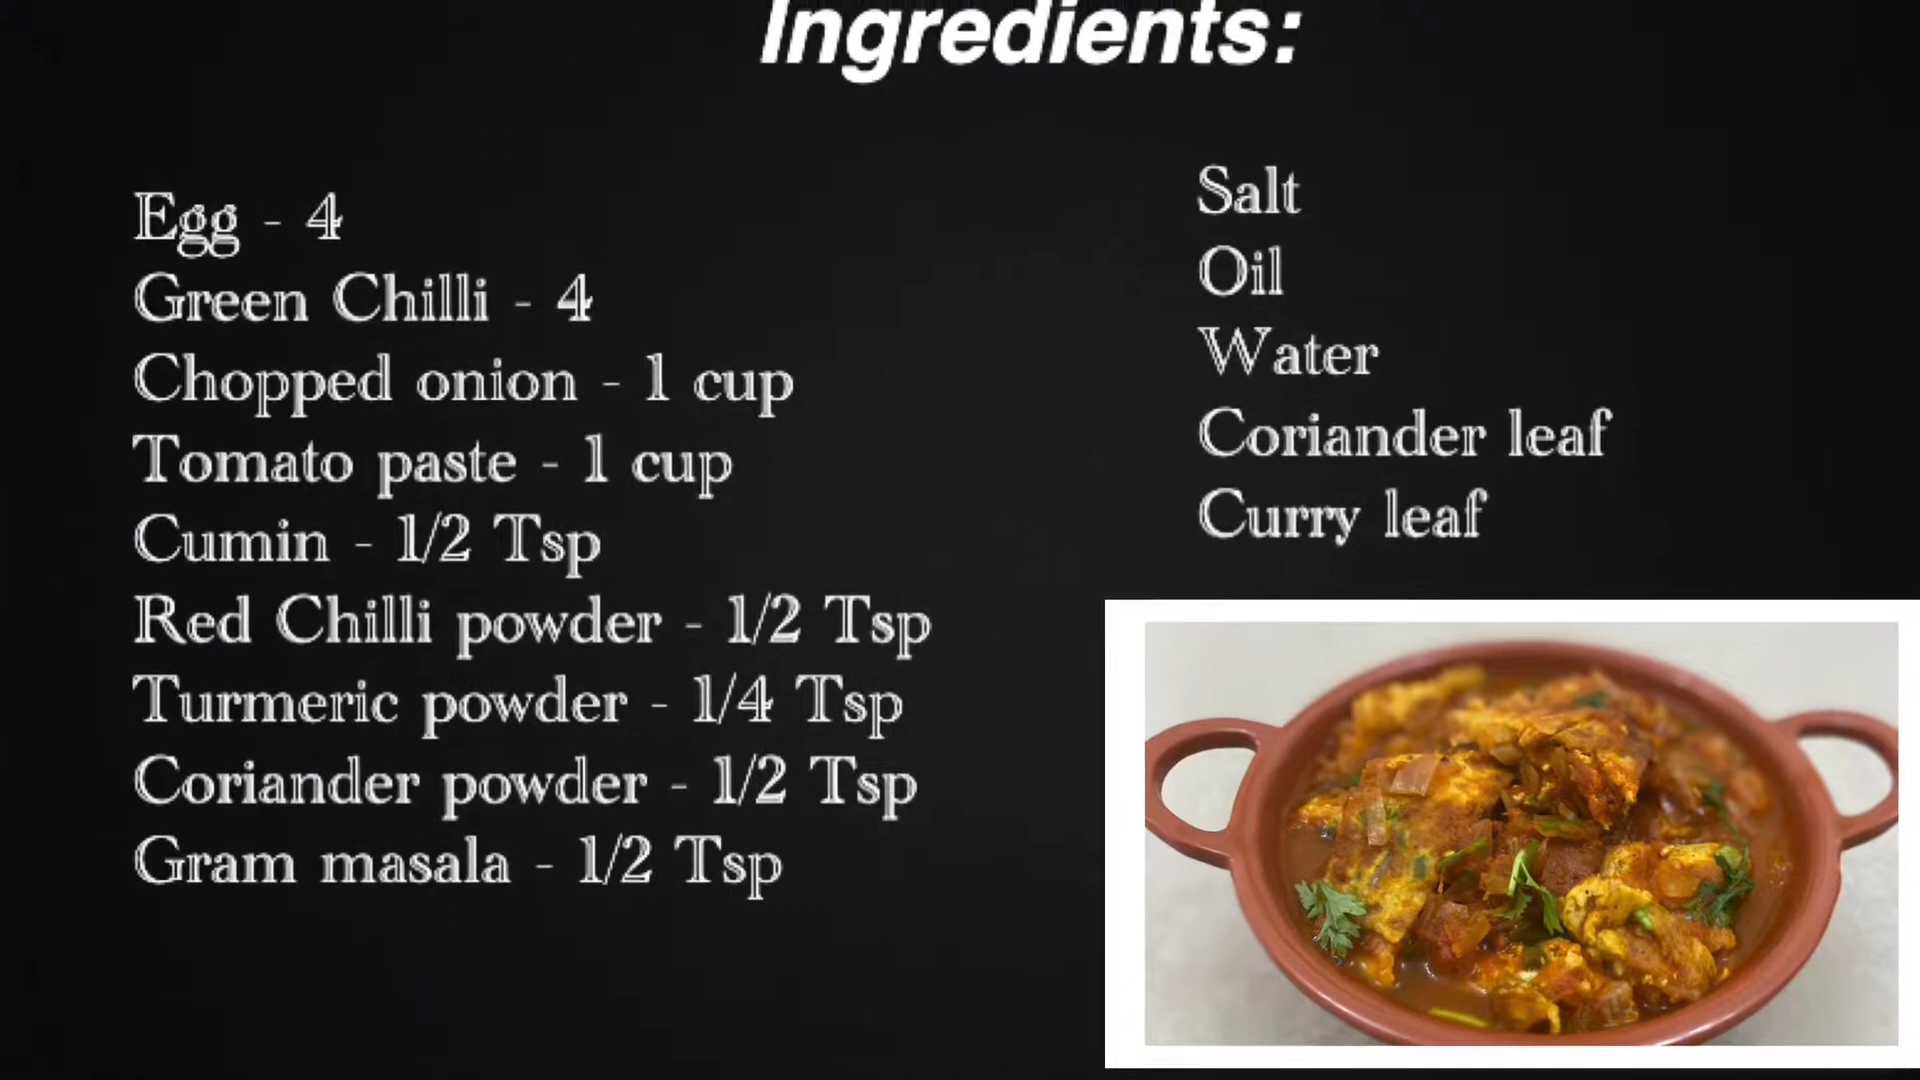 Ingredients:
Egg - 4
Green Chilli - 4
Chopped onion - 1 cup
Tomato paste - 1 cup
Cumin - 1/2 Tsp
Red Chilli powder - 1/2 Tsp
Turmeric powder - 1/4 Tsp
Coriander powder - 1/2 Tsp
Gram masala - 1/2 Tsp
Salt
Oil
Water
Coriander leaf
Curry leaf